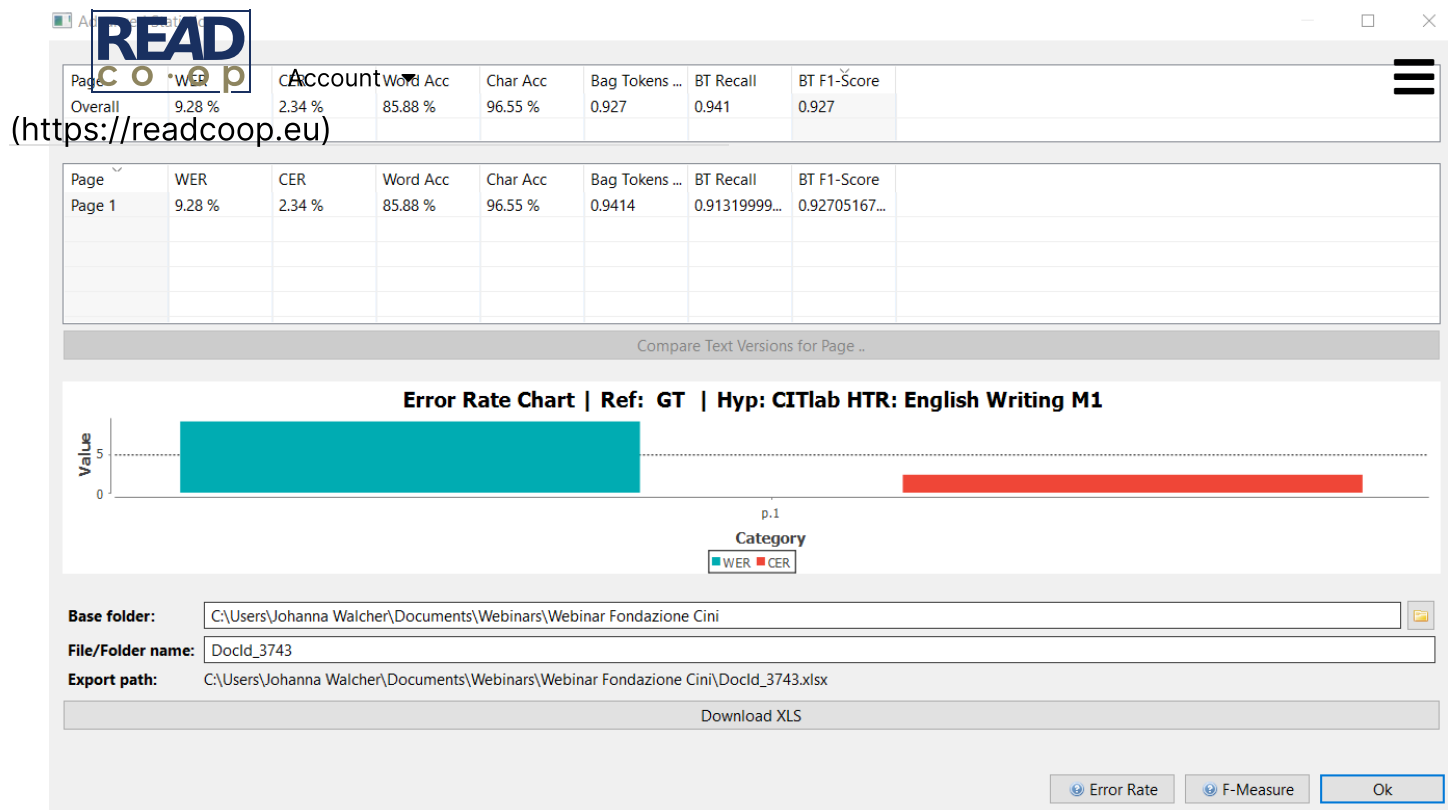 Statistics
READ
co·op
Account
Page WER CER Word Acc Char Acc Bag Tokens ... BT Recall BT F1-Score
Overall 9.28 % 2.34 % 85.88 % 96.55 % 0.927 0.941 0.927
(https://readcoop.eu)
Page WER CER Word Acc Char Acc Bag Tokens ... BT Recall BT F1-Score
Page 1 9.28 % 2.34 % 85.88 % 96.55 % 0.9414 0.91319999... 0.92705167...
Compare Text Versions for Page ..
Error Rate Chart | Ref: GT | Hyp: CITlab HTR: English Writing M1
Value
5
0
p.1
Category
WER CER
Base folder: C:\Users\Johanna Walcher\Documents\Webinars\Webinar Fondazione Cini
File/Folder name: DocId_3743
Export path: C:\Users\Johanna Walcher\Documents\Webinars\Webinar Fondazione Cini\DocId_3743.xlsx
Download XLS
Error Rate F-Measure Ok